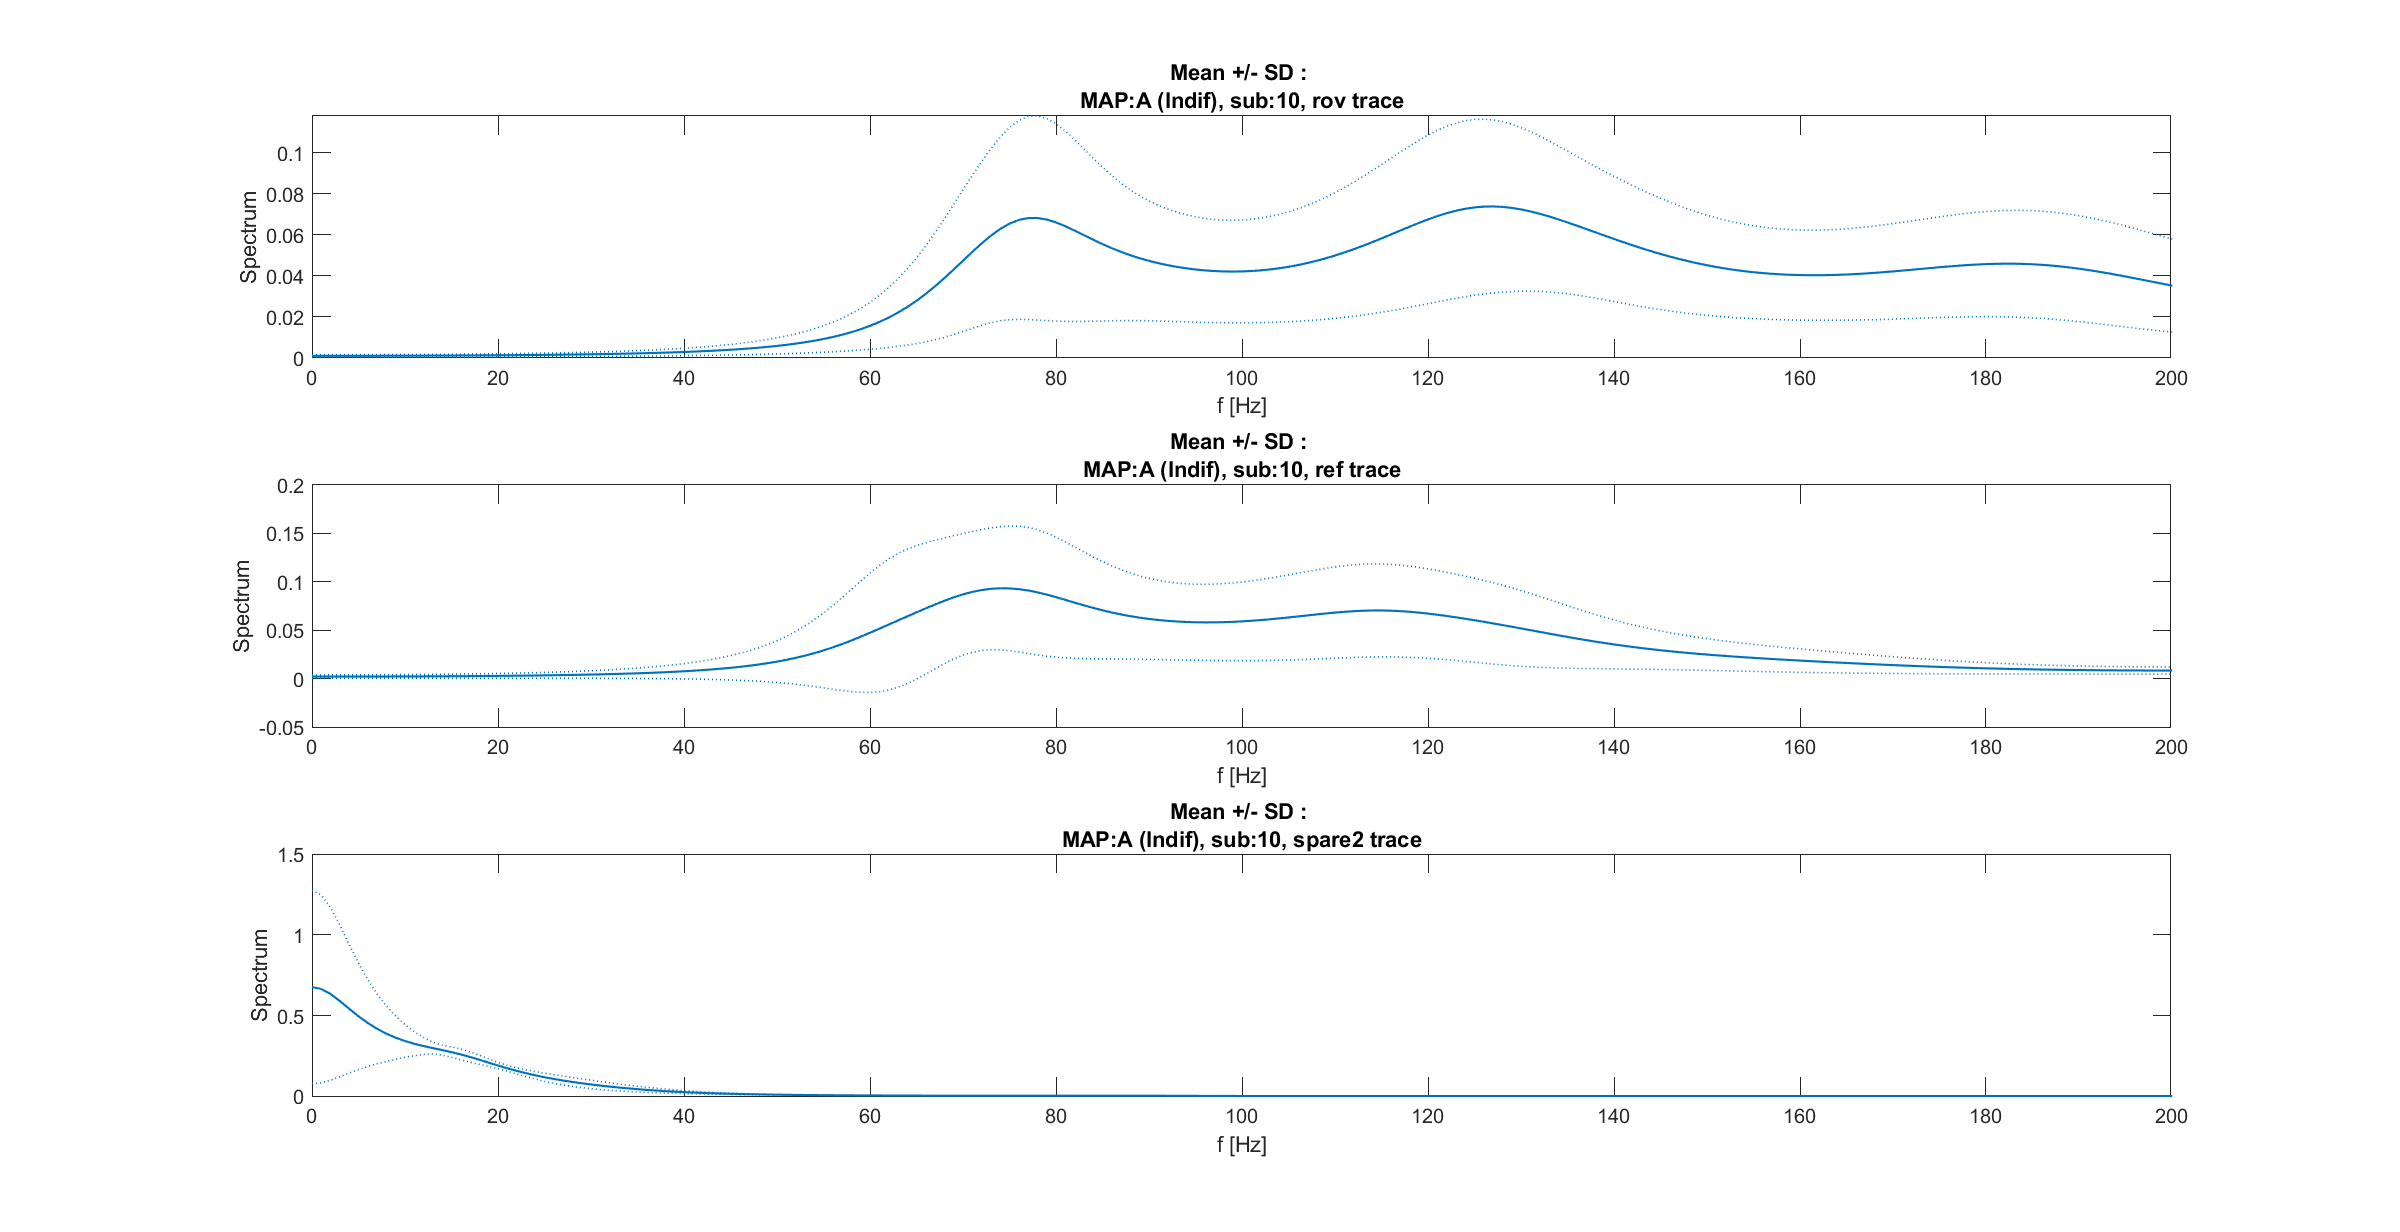 Mean +/- SD :
MAP:A (Indif), sub:10, rov trace
0.1
0.08
0.06
0.04
0.02
0
Spectrum
0 20 40 60 80 100 120 140 160 180 200
f [Hz]
Mean +/- SD :
MAP:A (Indif), sub:10, ref trace
0.2
0.15
0.1
0.05
0
-0.05
Spectrum
0 20 40 60 80 100 120 140 160 180 200
f [Hz]
Mean +/- SD :
MAP:A (Indif), sub:10, spare2 trace
1.5
1
0.5
0
Spectrum
0 20 40 60 80 100 120 140 160 180 200
f [Hz]